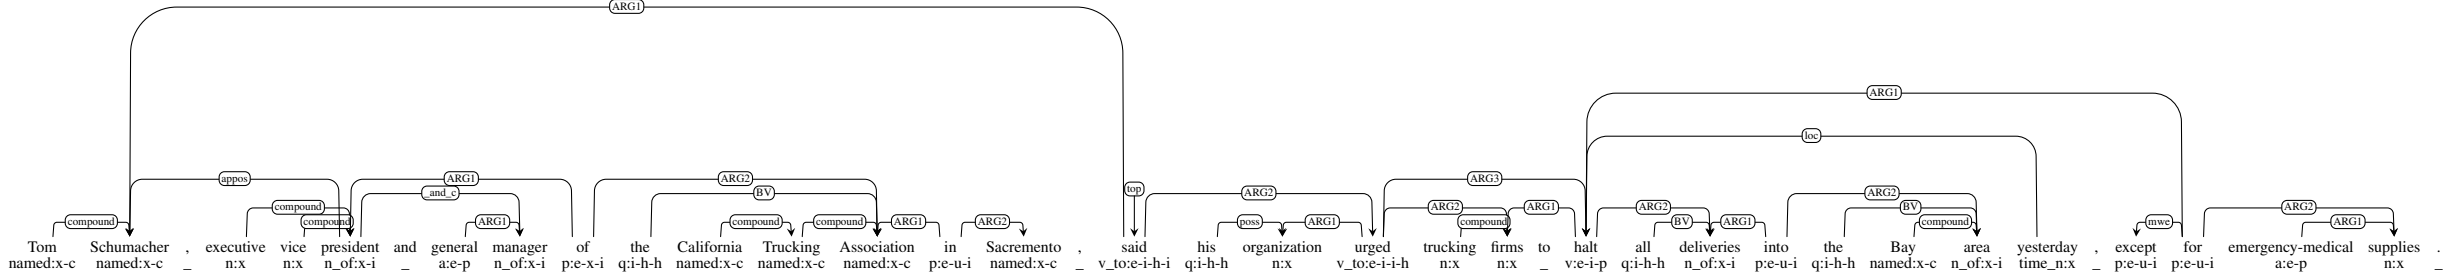 ARG1
ARG1
loc
appos ARG1 ARG2 ARG3
_and_c BV top ARG2 ARG2
compound ARG2 ARG1 ARG2 BV ARG2
compound compound ARG1 compound compound ARG1 ARG2 poss ARG1 compound BV ARG1 compound mwe ARG1
Tom Schumacher , executive vice president and general manager of the California Trucking Association in Sacremento , said his organization urged trucking firms to halt all deliveries into the Bay area yesterday , except for emergency-medical supplies .
named:x-c named:x-c _ n:x n:x n_of:x-i _ a:e-p n_of:x-i p:e-x-i q:i-h-h named:x-c named:x-c named:x-c p:e-u-i named:x-c _ v_to:e-i-h-i q:i-h-h n:x v_to:e-i-i-h n:x n:x _ v:e-i-p q:i-h-h n_of:x-i p:e-u-i q:i-h-h named:x-c n_of:x-i time_n:x _ p:e-u-i p:e-u-i a:e-p n:x _